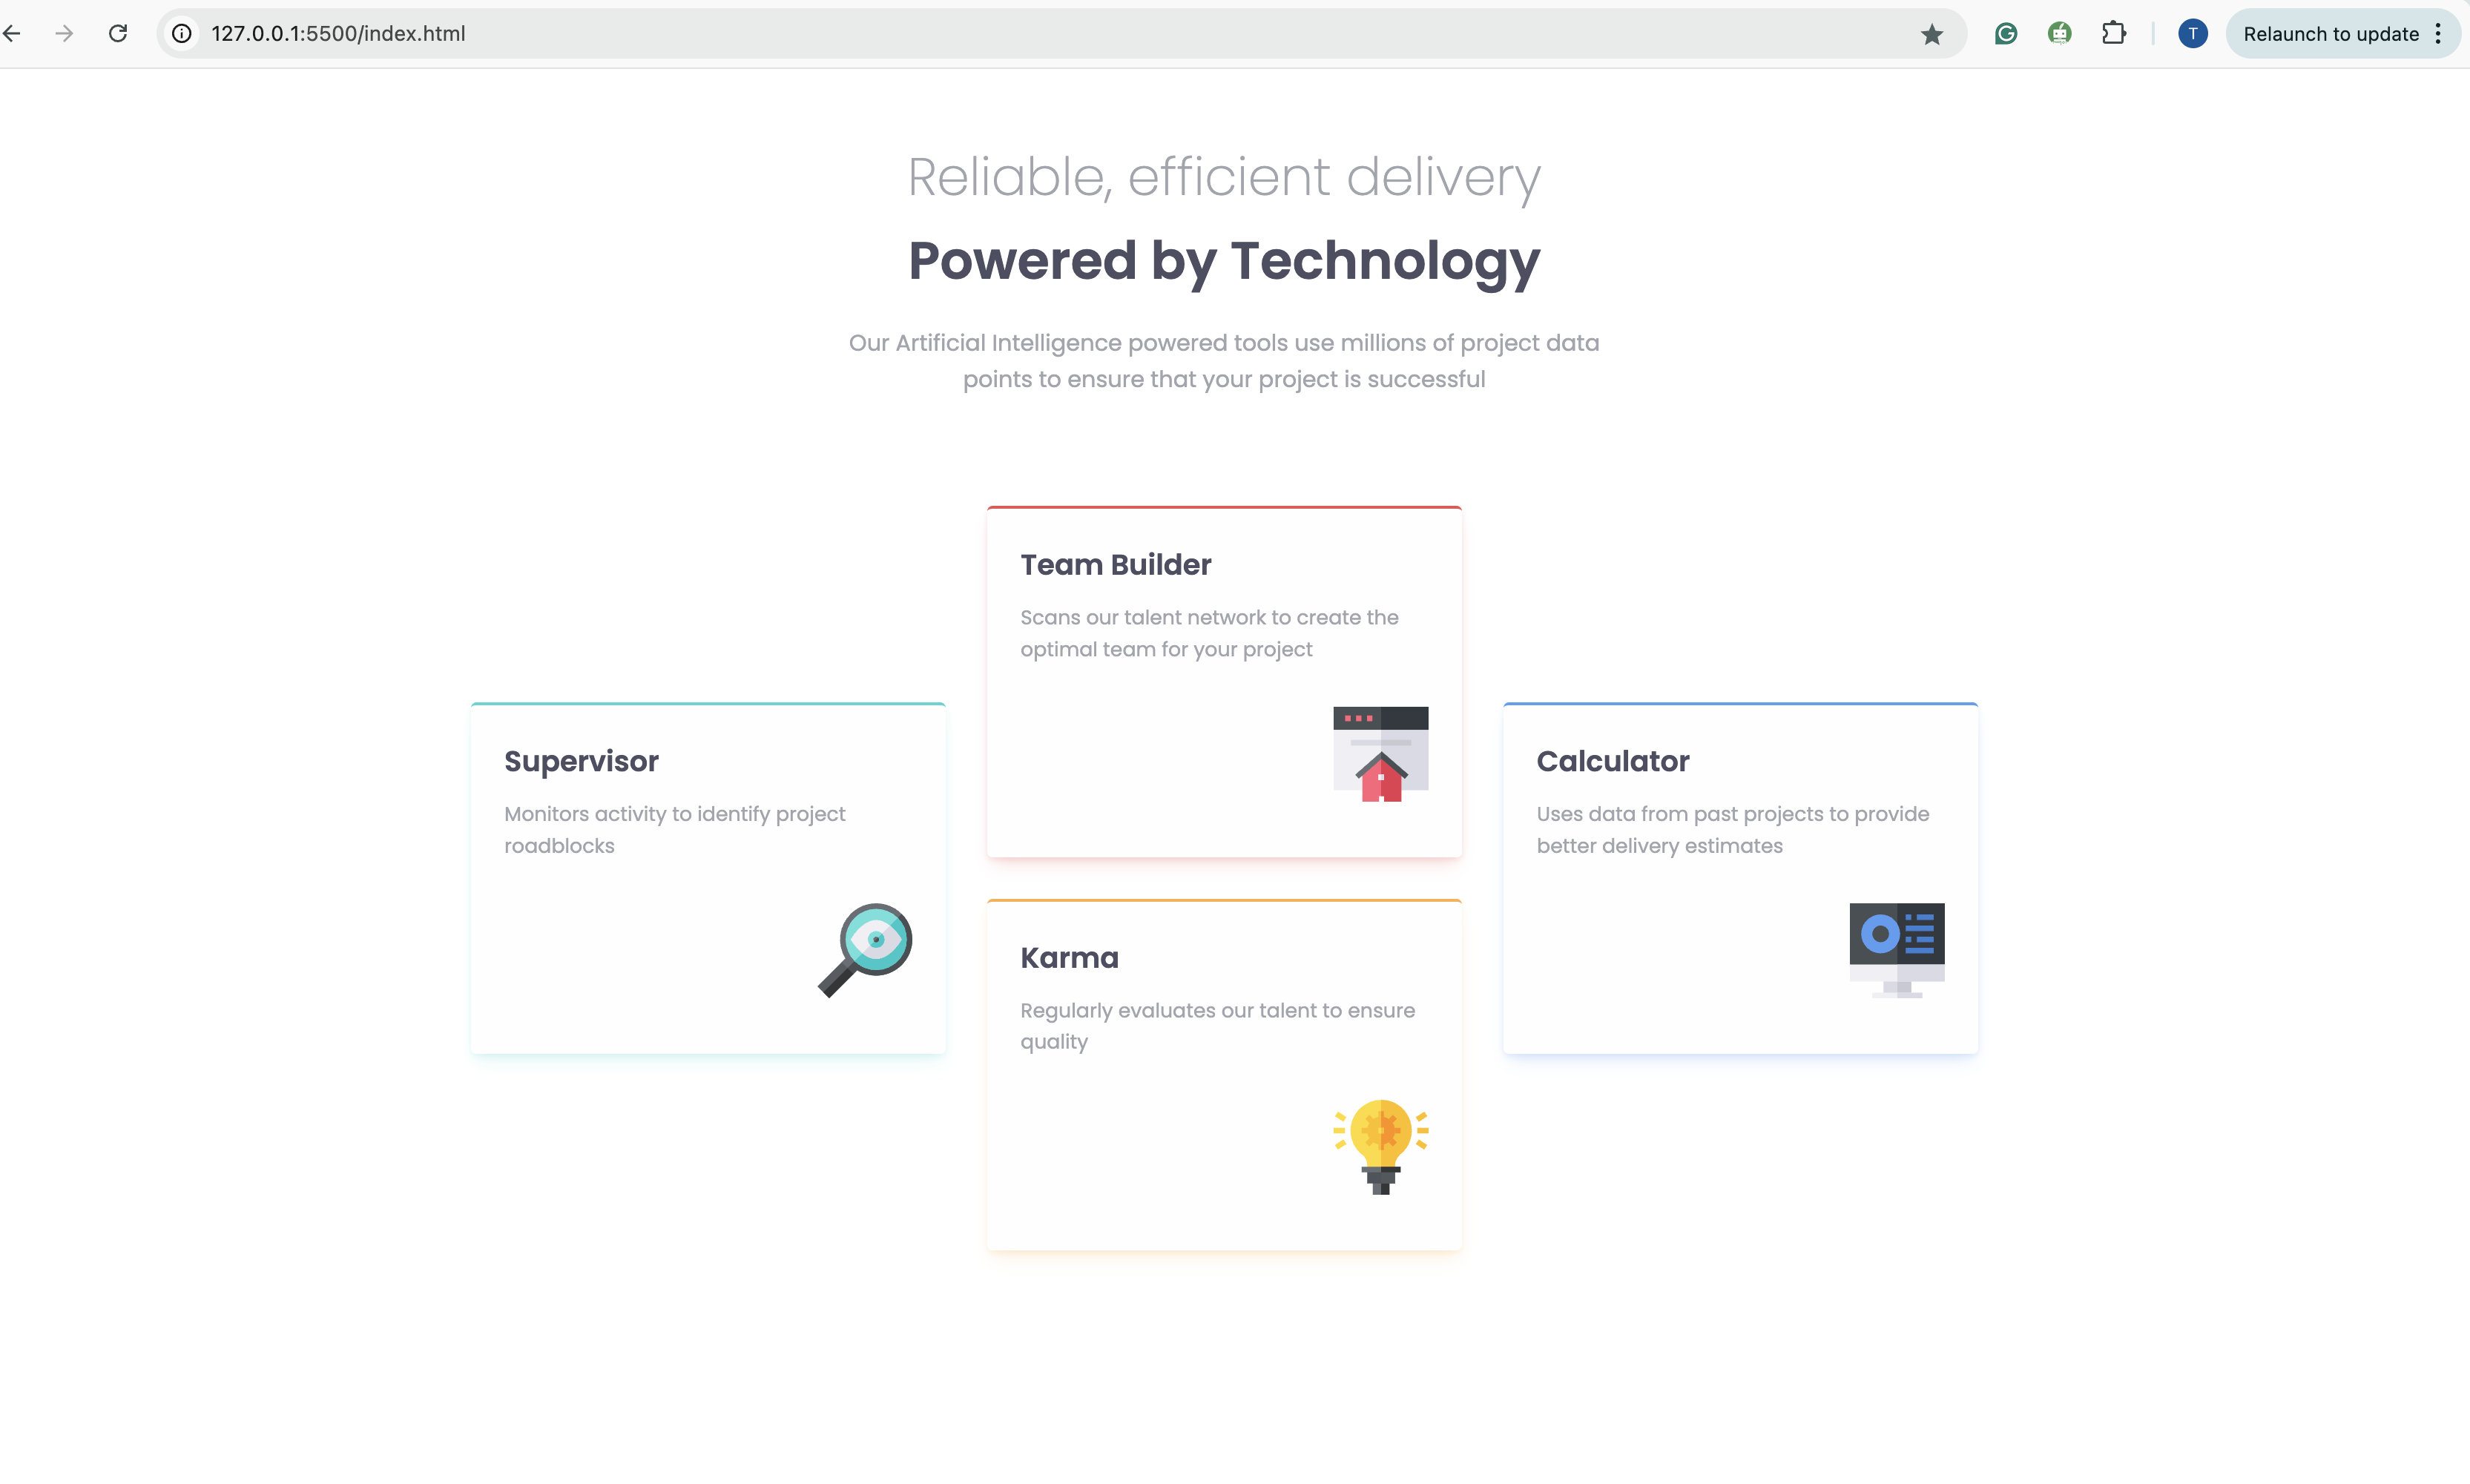 127.0.0.1:5500/index.html
T
Relaunch to update
Reliable, efficient delivery
Powered by Technology
Our Artificial Intelligence powered tools use millions of project data
points to ensure that your project is successful
Team Builder
Scans our talent network to create the
optimal team for your project
Supervisor
Monitors activity to identify project
roadblocks
Calculator
Uses data from past projects to provide
better delivery estimates
Karma
Regularly evaluates our talent to ensure
quality